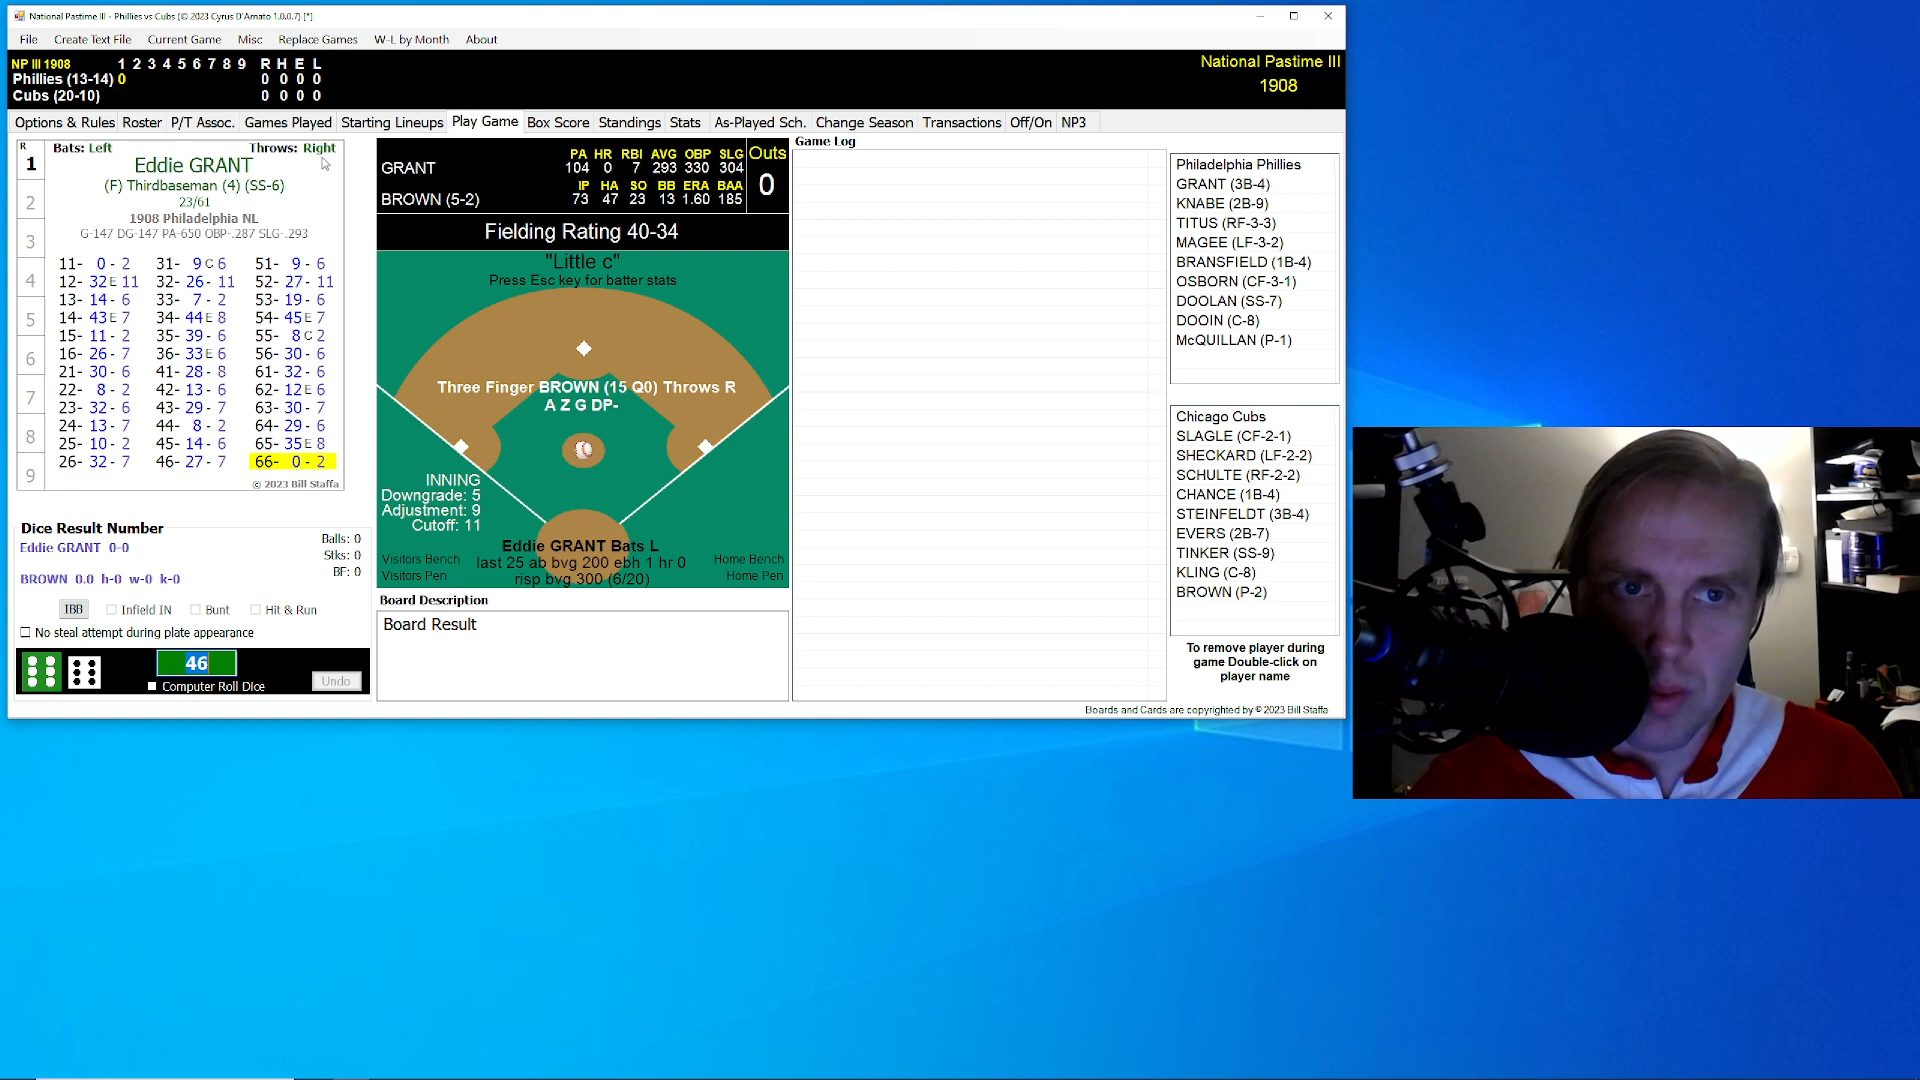 National Pastime III - Phillies vs Cubs (© 2023 Cyrus D'Amato 1.0.0.7) [*]
File Create Text File Current Game Misc Replace Games W-L by Month About
NP III 1908 1 2 3 4 5 6 7 8 9 R H E L
Phillies (13-14) 0 0 0 0 0
Cubs (20-10) 0 0 0 0
National Pastime III
1908
Options & Rules Roster P/T Assoc. Games Played Starting Lineups Play Game Box Score Standings Stats As-Played Sch. Change Season Transactions Off/On NP3
R
1
2
3
4
5
6
7
8
9
Bats: Left Throws: Right
Eddie GRANT
(F) Thirdbaseman (4) (SS-6)
23/61
1908 Philadelphia NL
G-147 DG-147 PA-650 OBP-.287 SLG-.293
11- 0 - 2 31- 9 C 6 51- 9 - 6
12- 32 E 11 32- 26 - 11 52- 27 - 11
13- 14 - 6 33- 7 - 2 53- 19 - 6
14- 43 E 7 34- 44 E 8 54- 45 E 7
15- 11 - 2 35- 39 - 6 55- 8 C 2
16- 26 - 7 36- 33 E 6 56- 30 - 6
21- 30 - 6 41- 28 - 8 61- 32 - 6
22- 8 - 2 42- 13 - 6 62- 12 E 6
23- 32 - 6 43- 29 - 7 63- 30 - 7
24- 13 - 7 44- 8 - 2 64- 29 - 6
25- 10 - 2 45- 14 - 6 65- 35 E 8
26- 32 - 7 46- 27 - 7 66- 0 - 2
© 2023 Bill Staffa
Dice Result Number
Eddie GRANT 0-0
BROWN 0.0 h-0 w-0 k-0
Balls: 0
Stks: 0
BF: 0
IBB Infield IN Bunt Hit & Run
No steal attempt during plate appearance
46
Computer Roll Dice
Undo
PA HR RBI AVG OBP SLG
GRANT 104 0 7 293 330 304
IP HA SO BB ERA BAA
BROWN (5-2) 73 47 23 13 1.60 185
Outs
0
Fielding Rating 40-34
"Little c"
Press Esc key for batter stats
Three Finger BROWN (15 Q0) Throws R
A Z G DP-
INNING
Downgrade: 5
Adjustment: 9
Cutoff: 11
Eddie GRANT Bats L
last 25 ab bvg 200 ebh 1 hr 0
risp bvg 300 (6/20)
Visitors Bench
Visitors Pen
Home Bench
Home Pen
Board Description
Board Result
Game Log
Philadelphia Phillies
GRANT (3B-4)
KNABE (2B-9)
TITUS (RF-3-3)
MAGEE (LF-3-2)
BRANSFIELD (1B-4)
OSBORN (CF-3-1)
DOOLAN (SS-7)
DOOIN (C-8)
McQUILLAN (P-1)
Chicago Cubs
SLAGLE (CF-2-1)
SHECKARD (LF-2-2)
SCHULTE (RF-2-2)
CHANCE (1B-4)
STEINFELDT (3B-4)
EVERS (2B-7)
TINKER (SS-9)
KLING (C-8)
BROWN (P-2)
To remove player during
game Double-click on
player name
Boards and Cards are copyrighted by © 2023 Bill Staffa